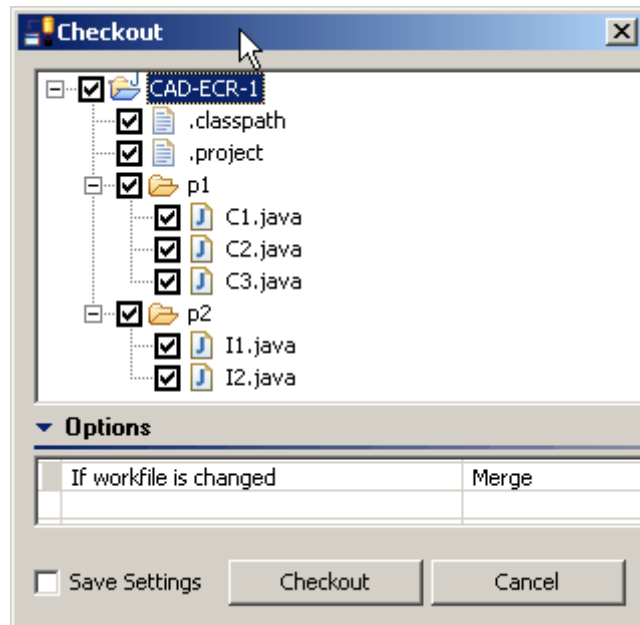 Checkout
CAD-ECR-1
.classpath
.project
p1
C1.java
C2.java
C3.java
p2
I1.java
I2.java
Options
If workfile is changed Merge
Save Settings Checkout Cancel